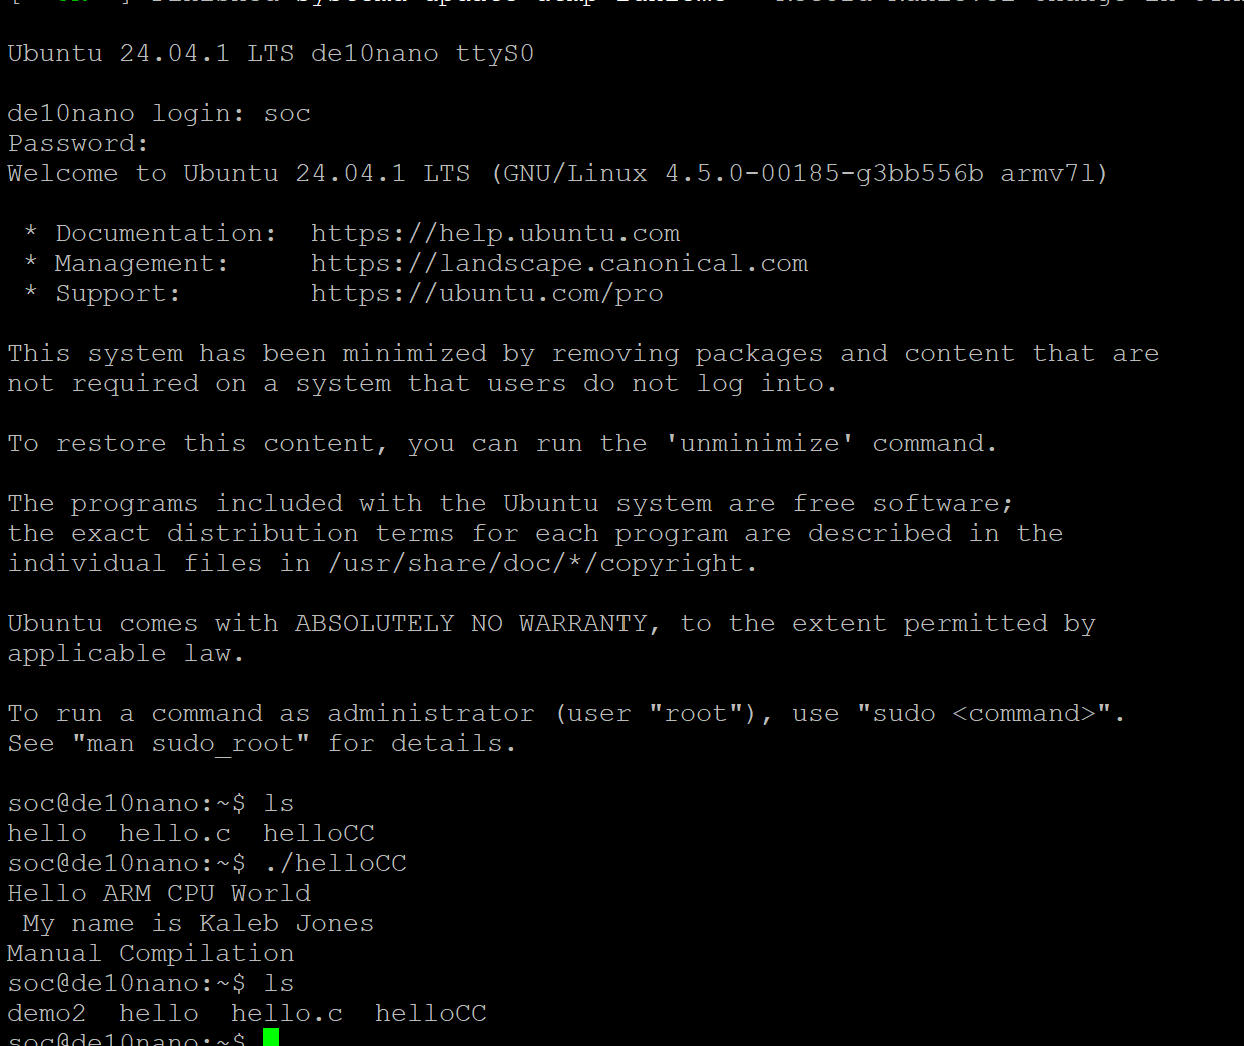 Ubuntu 24.04.1 LTS de10nano ttyS0
de10nano login: soc
Password:
Welcome to Ubuntu 24.04.1 LTS (GNU/Linux 4.5.0-00185-g3bb556b armv7l)
* Documentation:  https://help.ubuntu.com
* Management:     https://landscape.canonical.com
* Support:        https://ubuntu.com/pro
This system has been minimized by removing packages and content that are
not required on a system that users do not log into.
To restore this content, you can run the 'unminimize' command.
The programs included with the Ubuntu system are free software;
the exact distribution terms for each program are described in the
individual files in /usr/share/doc/*/copyright.
Ubuntu comes with ABSOLUTELY NO WARRANTY, to the extent permitted by
applicable law.
To run a command as administrator (user "root"), use "sudo <command>".
See "man sudo_root" for details.
soc@de10nano:~$ ls
hello  hello.c  helloCC
soc@de10nano:~$ ./helloCC
Hello ARM CPU World
My name is Kaleb Jones
Manual Compilation
soc@de10nano:~$ ls
demo2  hello  hello.c  helloCC
soc@de10nano:~$